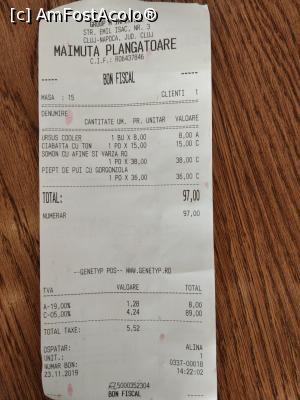 [c] AmFostAcolo.ro
STR. EMIL ISAC, NR. 3
CLUJ-NAPOCA, JUD. CLUJ
MAIMUTA PLANGATOARE
C.I.F.: RO6437846
----- BON FISCAL -----
MASA : 15 CLIENTI 1
DENUMIRE
CANTITATE UM. PR. UNITAR VALOARE
URSUS COOLER
1 BU X 8,00 8,00 A
CIABATTA CU TON 1 PO X 15,00 15,00 C
SOMON CU AFINE SI VARZA RO
1 PO X 38,00 38,00 C
PIEPT DE PUI CU GORGONZOLA
1 PO X 36,00 36,00 C
TOTAL: 97,00
NUMERAR 97,00
--GENETYP POS-- WWW.GENETYP.RO
TVA VALOARE TOTAL
A-19,00% 1,28 8,00
C-05,00% 4,24 89,00
TOTAL TAXE: 5,52
OSPATAR: ALINA
UNIT.: 1
NUMAR BON: 0337-00018
23.11.2019 14:22:02
5000352304
BON FISCAL